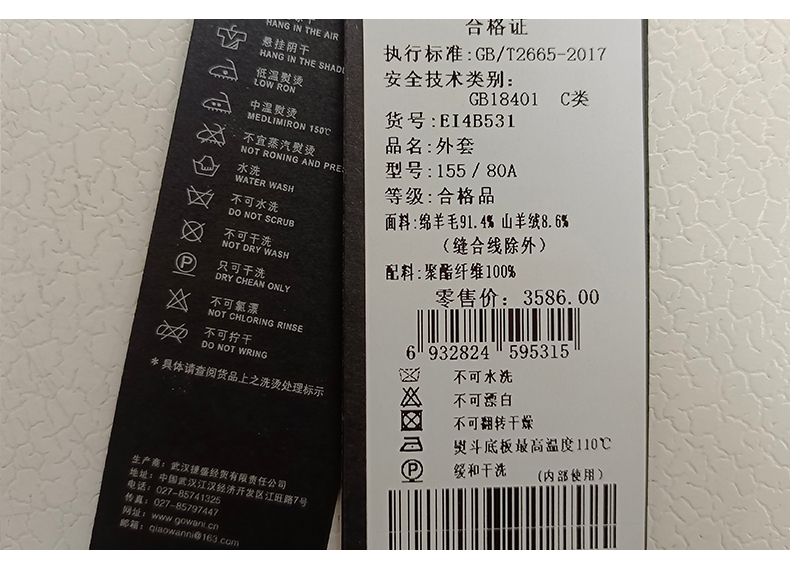 HANG IN THE AIR
悬挂阴干
HANG IN THE SHADE
低温熨烫
LOW RON
中温熨烫
MEDLIMIRON 150℃
不宜蒸汽熨烫
NOT RONING AND PRES
水洗
WATER WASH
不可水洗
DO NOT SCRUB
不可干洗
NOT DRY WASH
只可干洗
DRY CHEAN ONLY
不可氯漂
NOT CHLORING RINSE
不可拧干
DO NOT WRING
*具体请查阅货品上之洗烫处理标示
生产商：武汉捷盛经贸有限责任公司
地址：中国武汉江汉经济开发区江旺路7号
电话：027-85741325
传真：027-85797447
网址：www.gowani.cn
邮箱：qiaowanni@163.com
合格证
执行标准:GB/T2665-2017
安全技术类别：
GB18401 C类
货号:EI4B531
品名:外套
型号:155/80A
等级:合格品
面料:绵羊毛91.4% 山羊绒8.6%
（缝合线除外）
配料:聚酯纤维100%
零售价：3586.00
6 932824 595315
不可水洗
不可漂白
不可翻转干燥
熨斗底板最高温度110℃
缓和干洗
(内部使用)